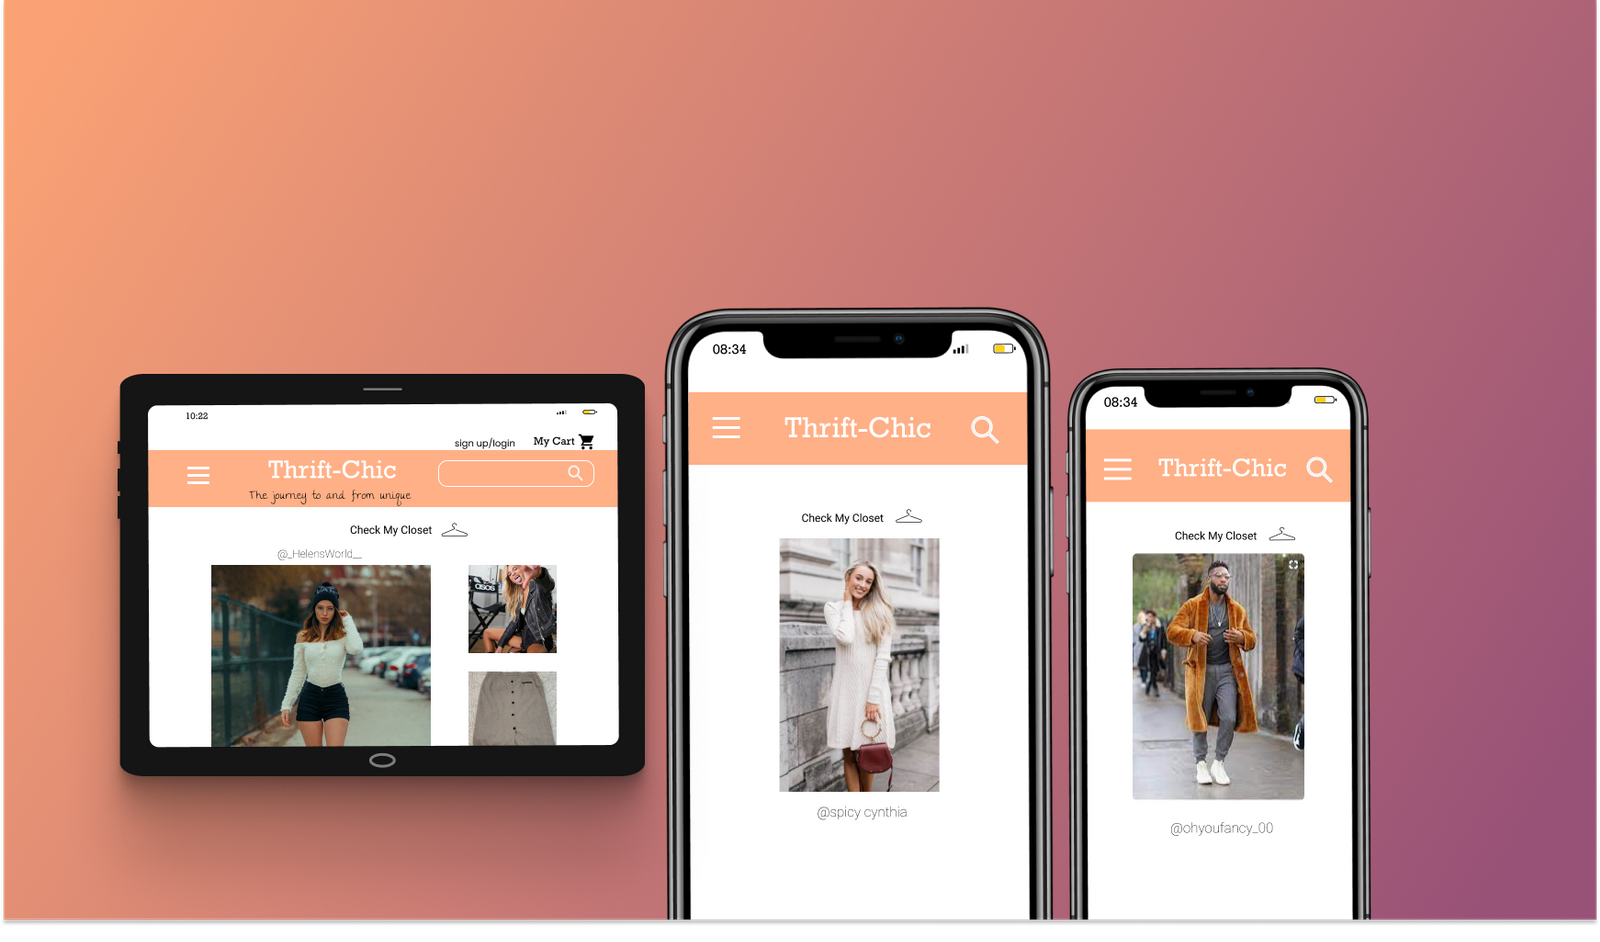 10:22
sign up/login My Cart
Thrift-Chic
The journey to and from unique
Check My Closet
@_HelensWorld__
asos
08:34
Thrift-Chic
Check My Closet
@spicy cynthia
08:34
Thrift-Chic
Check My Closet
@ohyoufancy_00